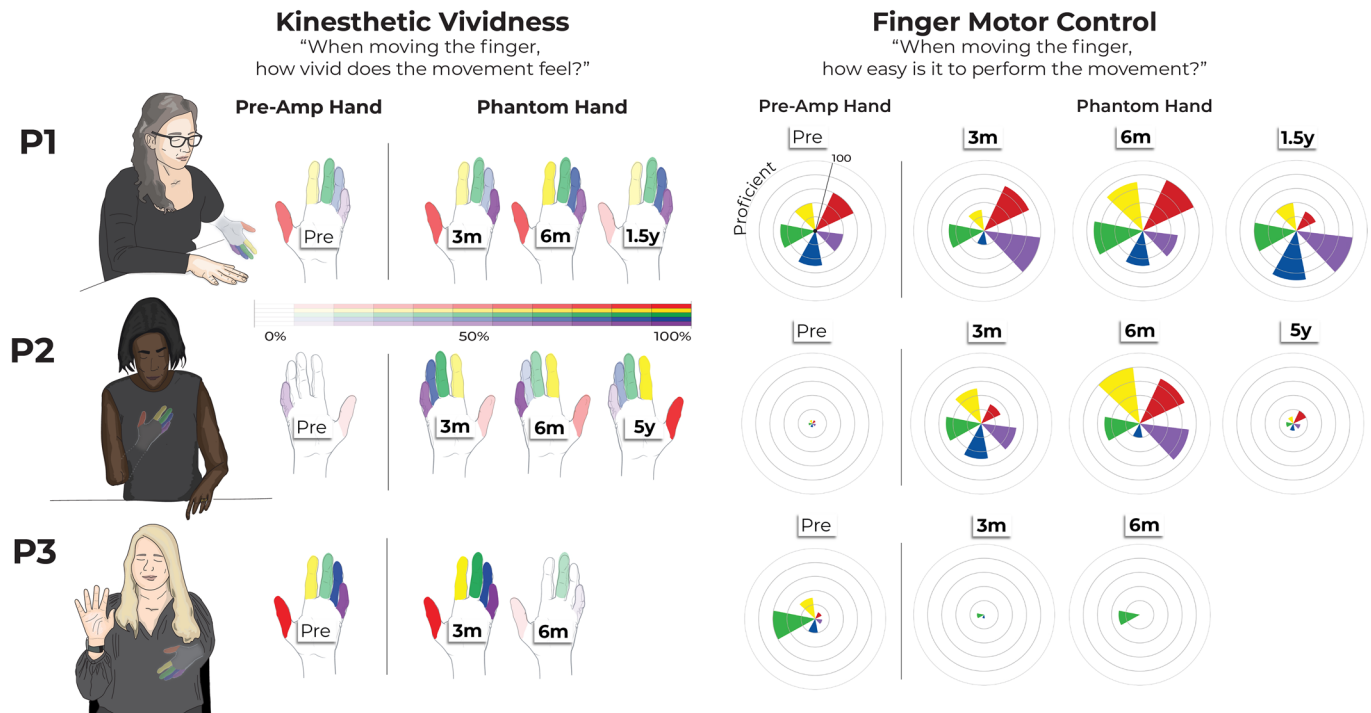 Kinesthetic Vividness
“When moving the finger,
how vivid does the movement feel?”
Pre-Amp Hand
Phantom Hand
P1
Pre
3m
6m
1.5y
0%
50%
100%
P2
Pre
3m
6m
5y
P3
Pre
3m
6m
Finger Motor Control
“When moving the finger,
how easy is it to perform the movement?”
Pre-Amp Hand
Phantom Hand
Pre
3m
6m
1.5y
100
Proficient
Pre
3m
6m
5y
Pre
3m
6m